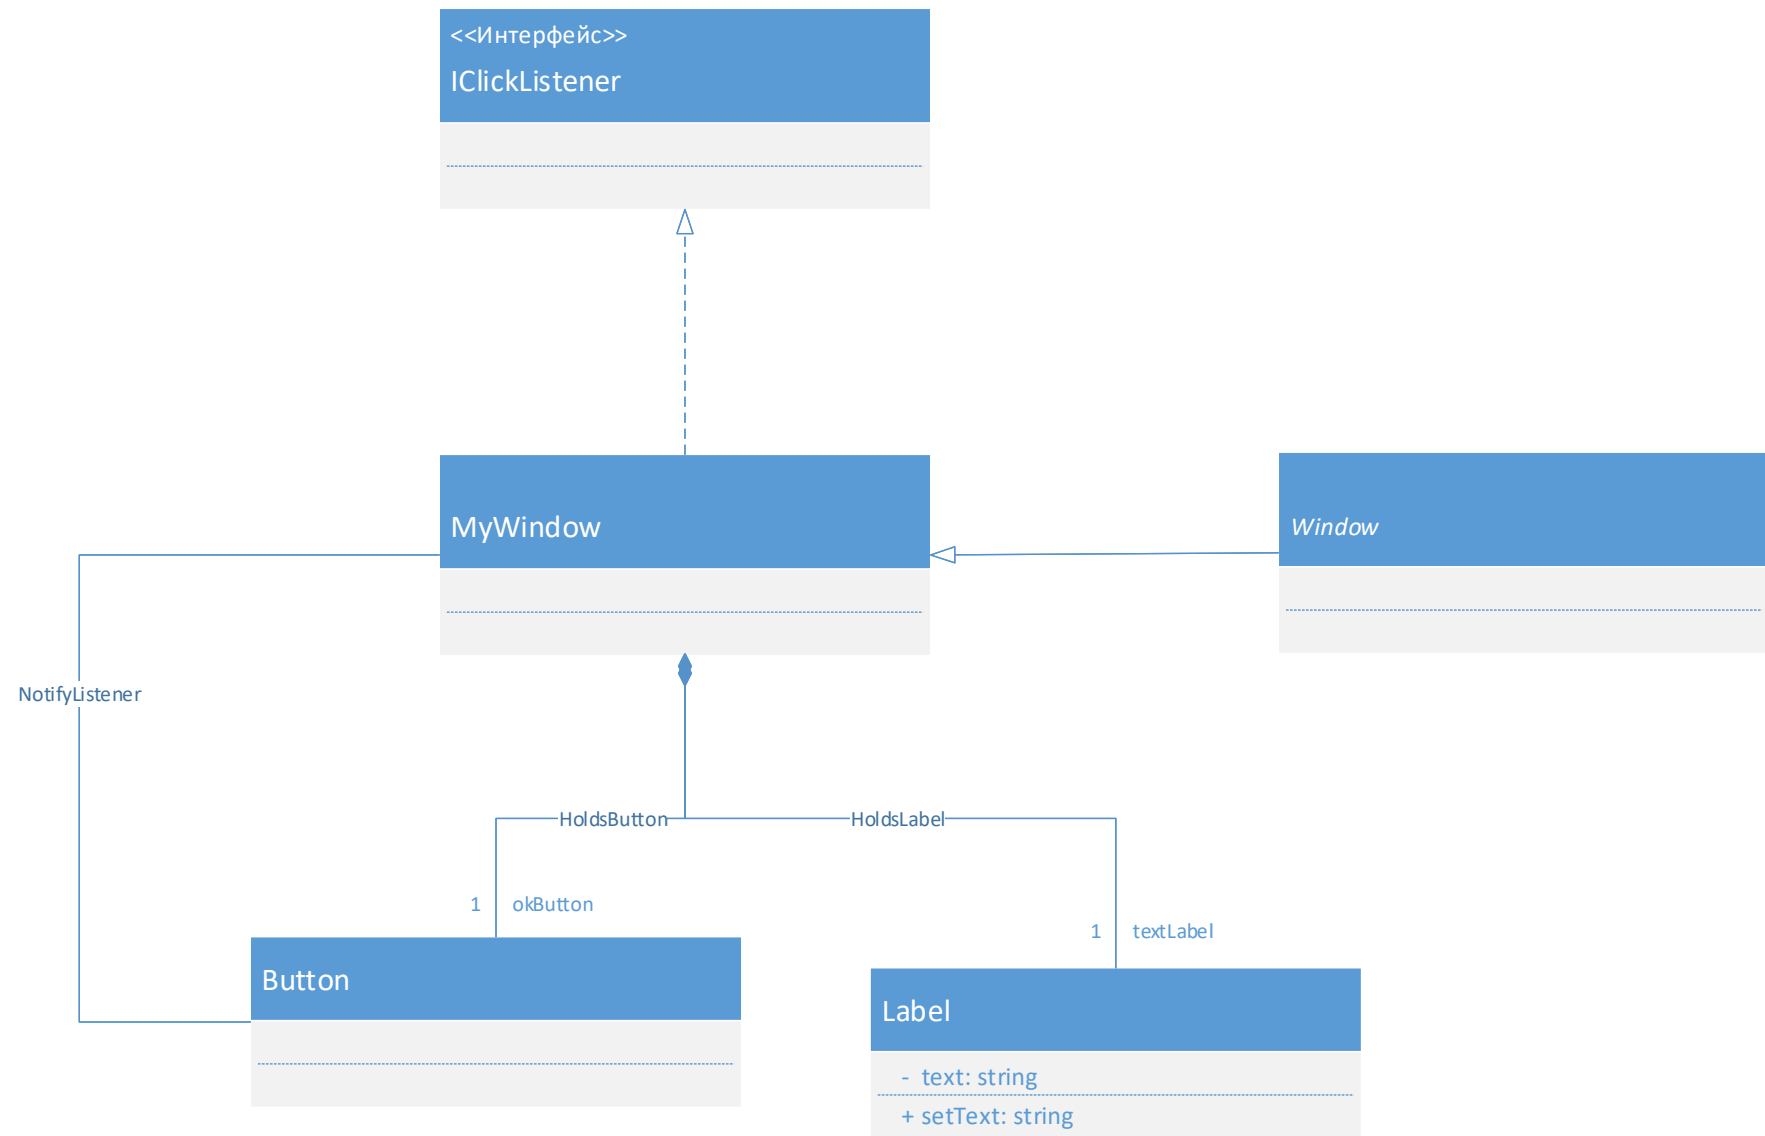 <<Интерфейс>>
IClickListener
MyWindow
Window
NotifyListener
HoldsButton
HoldsLabel
1 okButton
1 textLabel
Button
Label
- text: string
+ setText: string